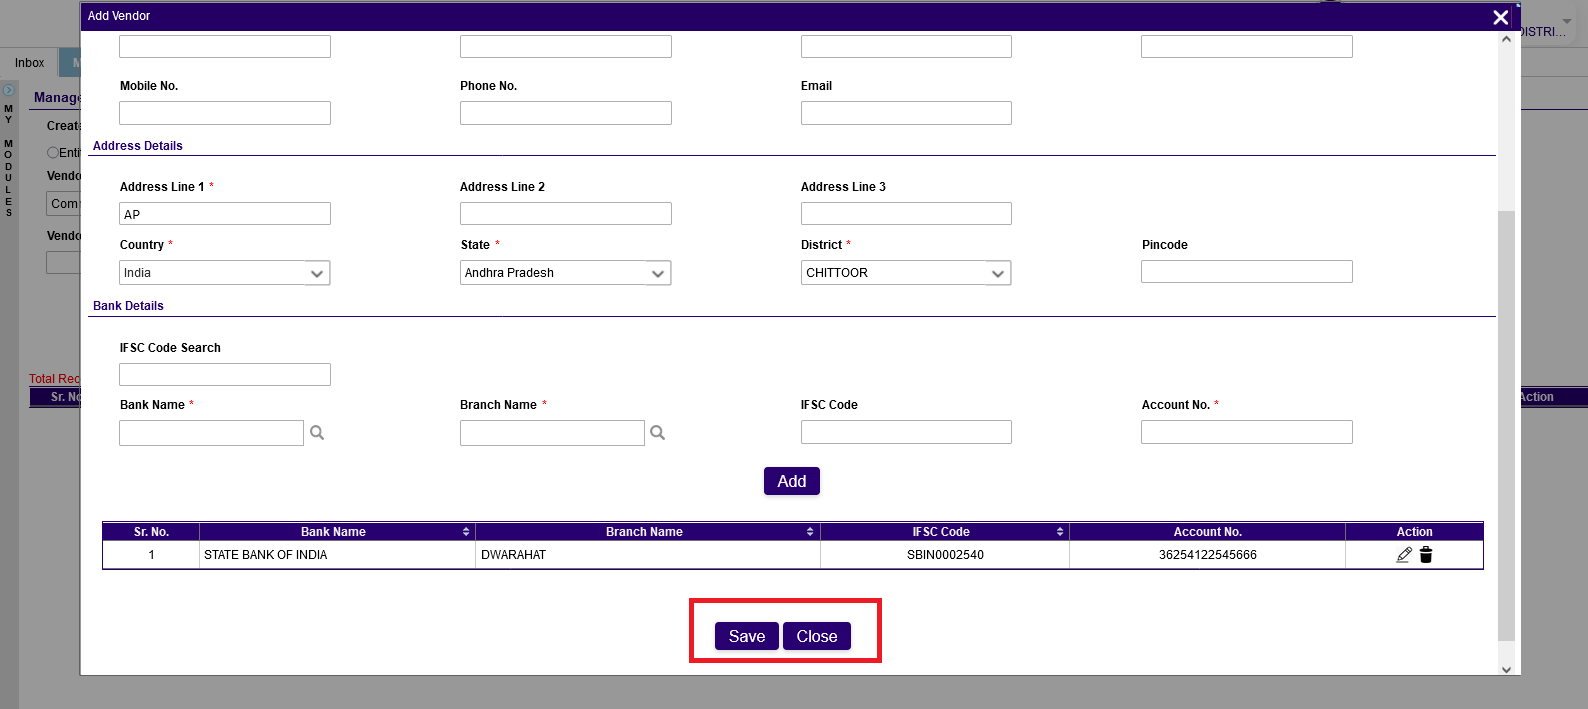 Add Vendor
DISTRI...
Inbox
M
Mobile No. Phone No. Email
MY MODULES
Manage
Create
Address Details
Enti
Vendo
Address Line 1 * Address Line 2 Address Line 3
Com
AP
Vendo
Country * State * District * Pincode
India Andhra Pradesh CHITTOOR
Bank Details
IFSC Code Search
Total Rec
Sr. No Action
Bank Name * Branch Name * IFSC Code Account No. *
Add
Sr. No. Bank Name Branch Name IFSC Code Account No. Action
1 STATE BANK OF INDIA DWARAHAT SBIN0002540 36254122545666
Save Close